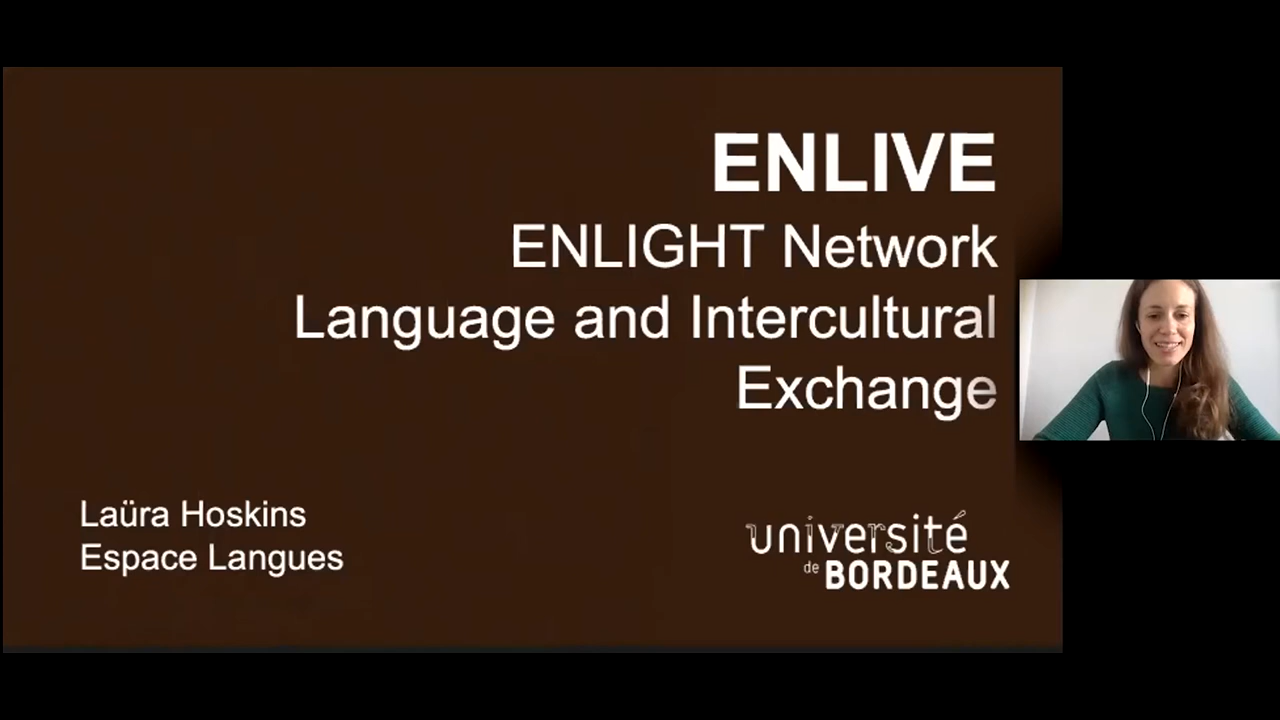 ENLIVE
ENLIGHT Network
Language and Intercultural
Exchange
Laüra Hoskins
Espace Langues
université
de BORDEAUX